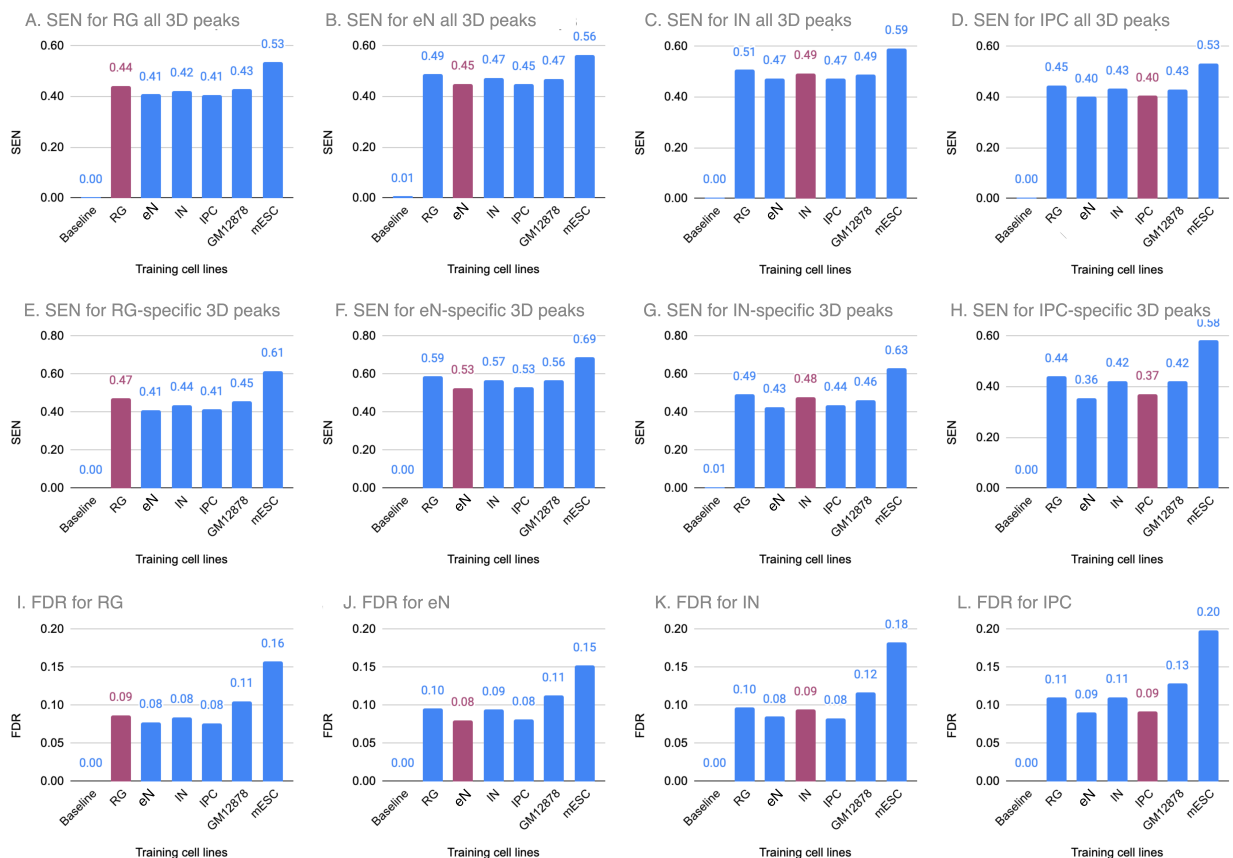 A. SEN for RG all 3D peaks
SEN
0.60
0.40
0.20
0.00
0.00
0.44
0.41
0.42
0.41
0.43
0.53
Baseline
RG
eN
IN
IPC
GM12878
mESC
Training cell lines
B. SEN for eN all 3D peaks
SEN
0.60
0.40
0.20
0.00
0.01
0.49
0.45
0.47
0.45
0.47
0.56
Baseline
RG
eN
IN
IPC
GM12878
mESC
Training cell lines
C. SEN for IN all 3D peaks
SEN
0.60
0.40
0.20
0.00
0.00
0.51
0.47
0.49
0.47
0.49
0.59
Baseline
RG
eN
IN
IPC
GM12878
mESC
Training cell lines
D. SEN for IPC all 3D peaks
SEN
0.60
0.40
0.20
0.00
0.00
0.45
0.40
0.43
0.40
0.43
0.53
Baseline
RG
eN
IN
IPC
GM12878
mESC
Training cell lines
E. SEN for RG-specific 3D peaks
SEN
0.80
0.60
0.40
0.20
0.00
0.00
0.47
0.41
0.44
0.41
0.45
0.61
Baseline
RG
eN
IN
IPC
GM12878
mESC
Training cell lines
F. SEN for eN-specific 3D peaks
SEN
0.80
0.60
0.40
0.20
0.00
0.00
0.59
0.53
0.57
0.53
0.56
0.69
Baseline
RG
eN
IN
IPC
GM12878
mESC
Training cell lines
G. SEN for IN-specific 3D peaks
SEN
0.80
0.60
0.40
0.20
0.00
0.01
0.49
0.43
0.48
0.44
0.46
0.63
Baseline
RG
eN
IN
IPC
GM12878
mESC
Training cell lines
H. SEN for IPC-specific 3D peaks
SEN
0.60
0.40
0.20
0.00
0.00
0.44
0.36
0.42
0.37
0.42
0.58
Baseline
RG
eN
IN
IPC
GM12878
mESC
Training cell lines
I. FDR for RG
FDR
0.20
0.15
0.10
0.05
0.00
0.00
0.09
0.08
0.08
0.08
0.11
0.16
Baseline
RG
eN
IN
IPC
GM12878
mESC
Training cell lines
J. FDR for eN
FDR
0.20
0.15
0.10
0.05
0.00
0.00
0.10
0.08
0.09
0.08
0.11
0.15
Baseline
RG
eN
IN
IPC
GM12878
mESC
Training cell lines
K. FDR for IN
FDR
0.20
0.15
0.10
0.05
0.00
0.00
0.10
0.08
0.09
0.08
0.12
0.18
Baseline
RG
eN
IN
IPC
GM12878
mESC
Training cell lines
L. FDR for IPC
FDR
0.20
0.15
0.10
0.05
0.00
0.00
0.11
0.09
0.11
0.09
0.13
0.20
Baseline
RG
eN
IN
IPC
GM12878
mESC
Training cell lines